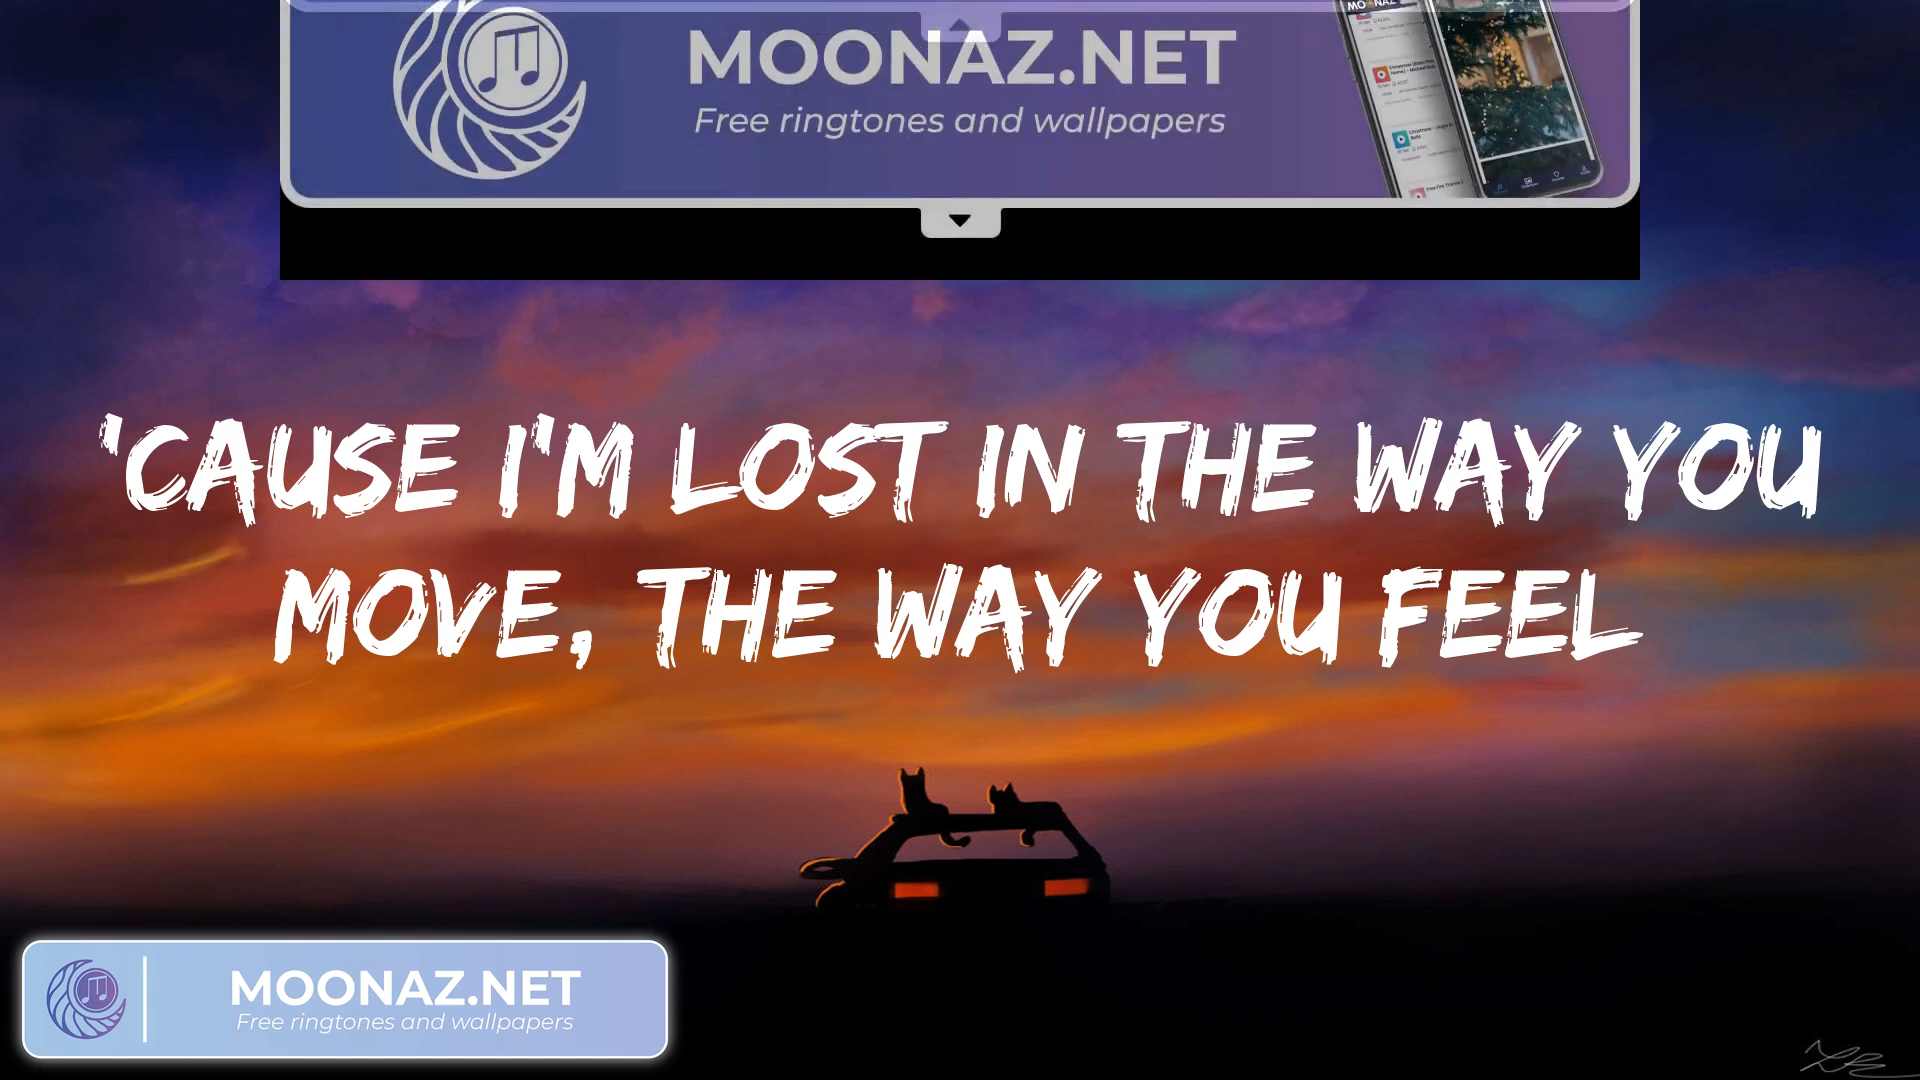 MOONAZ.NET
Free ringtones and wallpapers
'CAUSE I'M LOST IN THE WAY YOU
MOVE, THE WAY YOU FEEL
MOONAZ.NET
Free ringtones and wallpapers